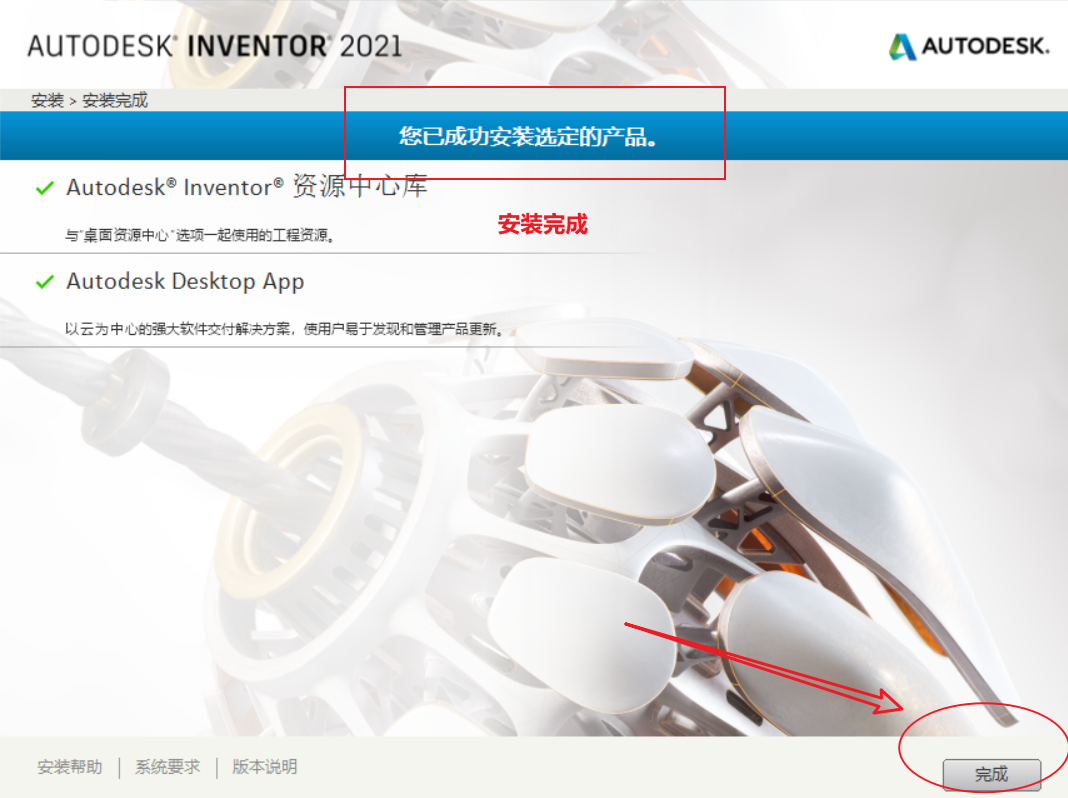 AUTODESK® INVENTOR® 2021
AUTODESK.
安装 > 安装完成
您已成功安装选定的产品。
Autodesk® Inventor® 资源中心库
安装完成
与“桌面资源中心”选项一起使用的工程资源。
Autodesk Desktop App
以云为中心的强大软件交付解决方案，使用户易于发现和管理产品更新。
安装帮助 | 系统要求 | 版本说明
完成